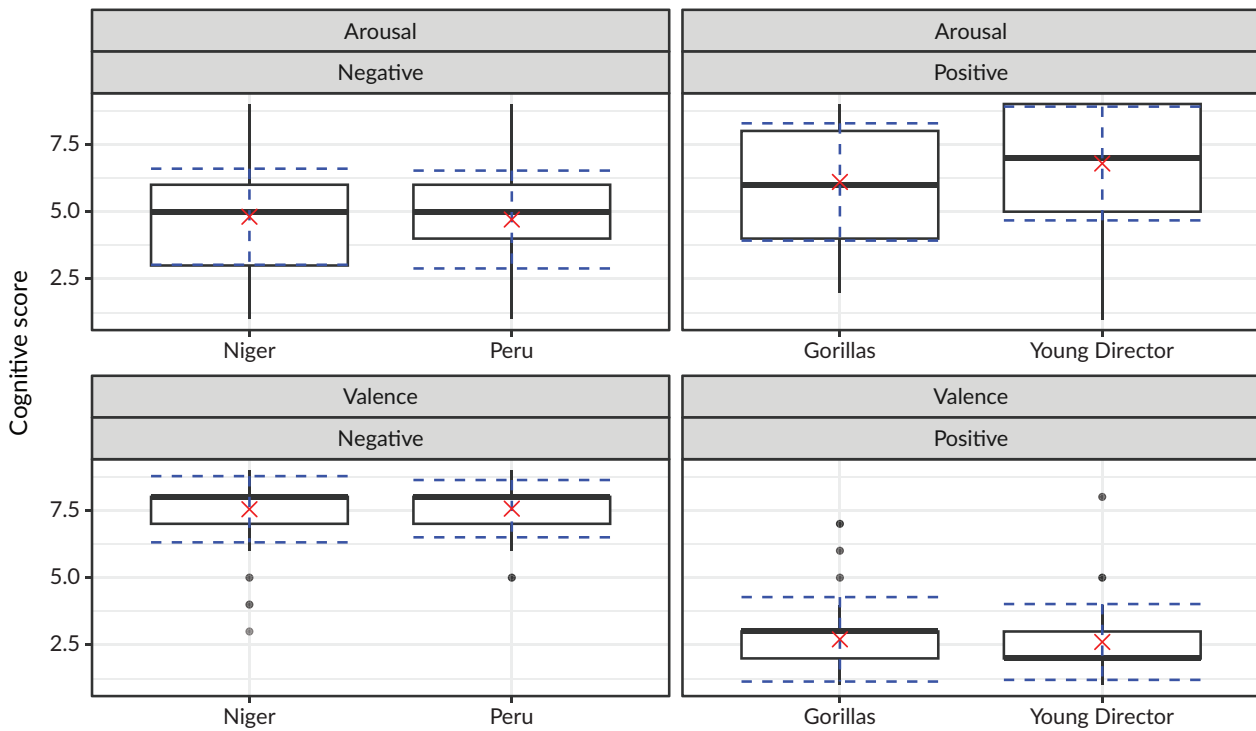 Arousal
Arousal
Negative
Positive
7.5
5.0
2.5
Niger
Peru
Gorillas
Young Director
Cognitive score
Valence
Valence
Negative
Positive
7.5
5.0
2.5
Niger
Peru
Gorillas
Young Director